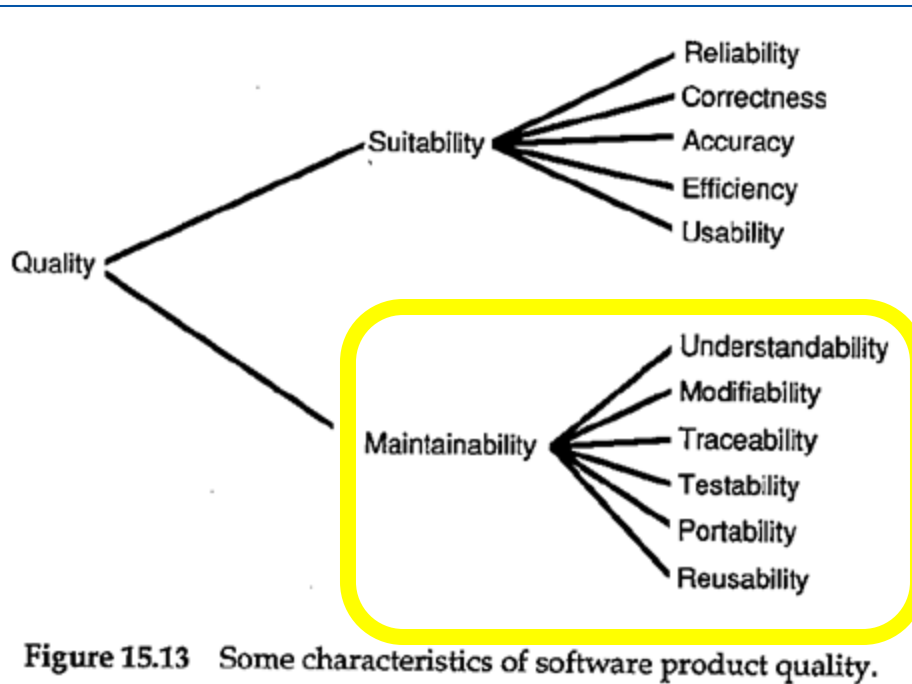 Reliability
Correctness
Suitability
Accuracy
Efficiency
Usability
Quality
Understandability
Modifiability
Maintainability
Traceability
Testability
Portability
Reusability
Figure 15.13 Some characteristics of software product quality.